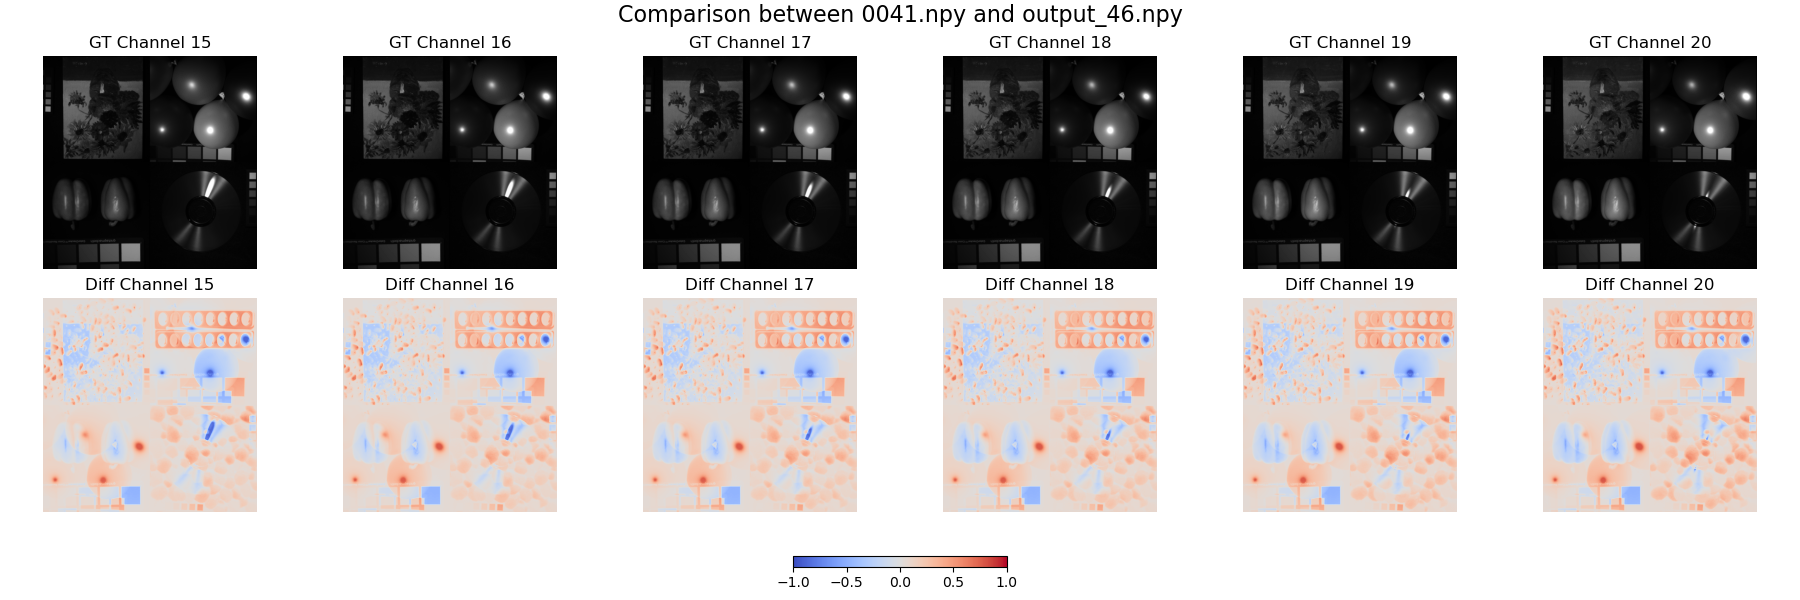 Comparison between 0041.npy and output_46.npy
GT Channel 15
GT Channel 16
GT Channel 17
GT Channel 18
GT Channel 19
GT Channel 20
Diff Channel 15
Diff Channel 16
Diff Channel 17
Diff Channel 18
Diff Channel 19
Diff Channel 20
−1.0 −0.5 0.0 0.5 1.0